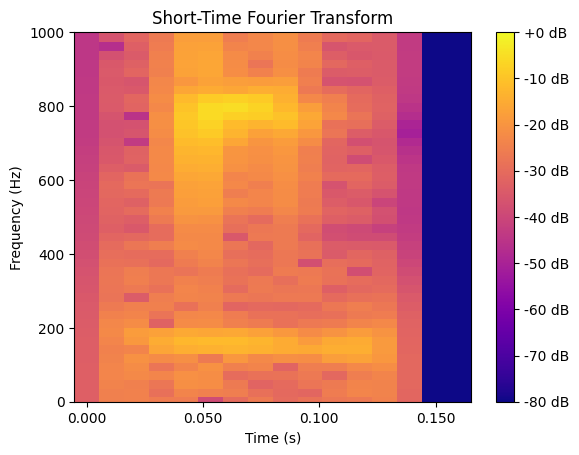 Short-Time Fourier Transform
1000
800
600
400
200
0
Frequency (Hz)
0.000
0.050
0.100
0.150
Time (s)
+0 dB
-10 dB
-20 dB
-30 dB
-40 dB
-50 dB
-60 dB
-70 dB
-80 dB